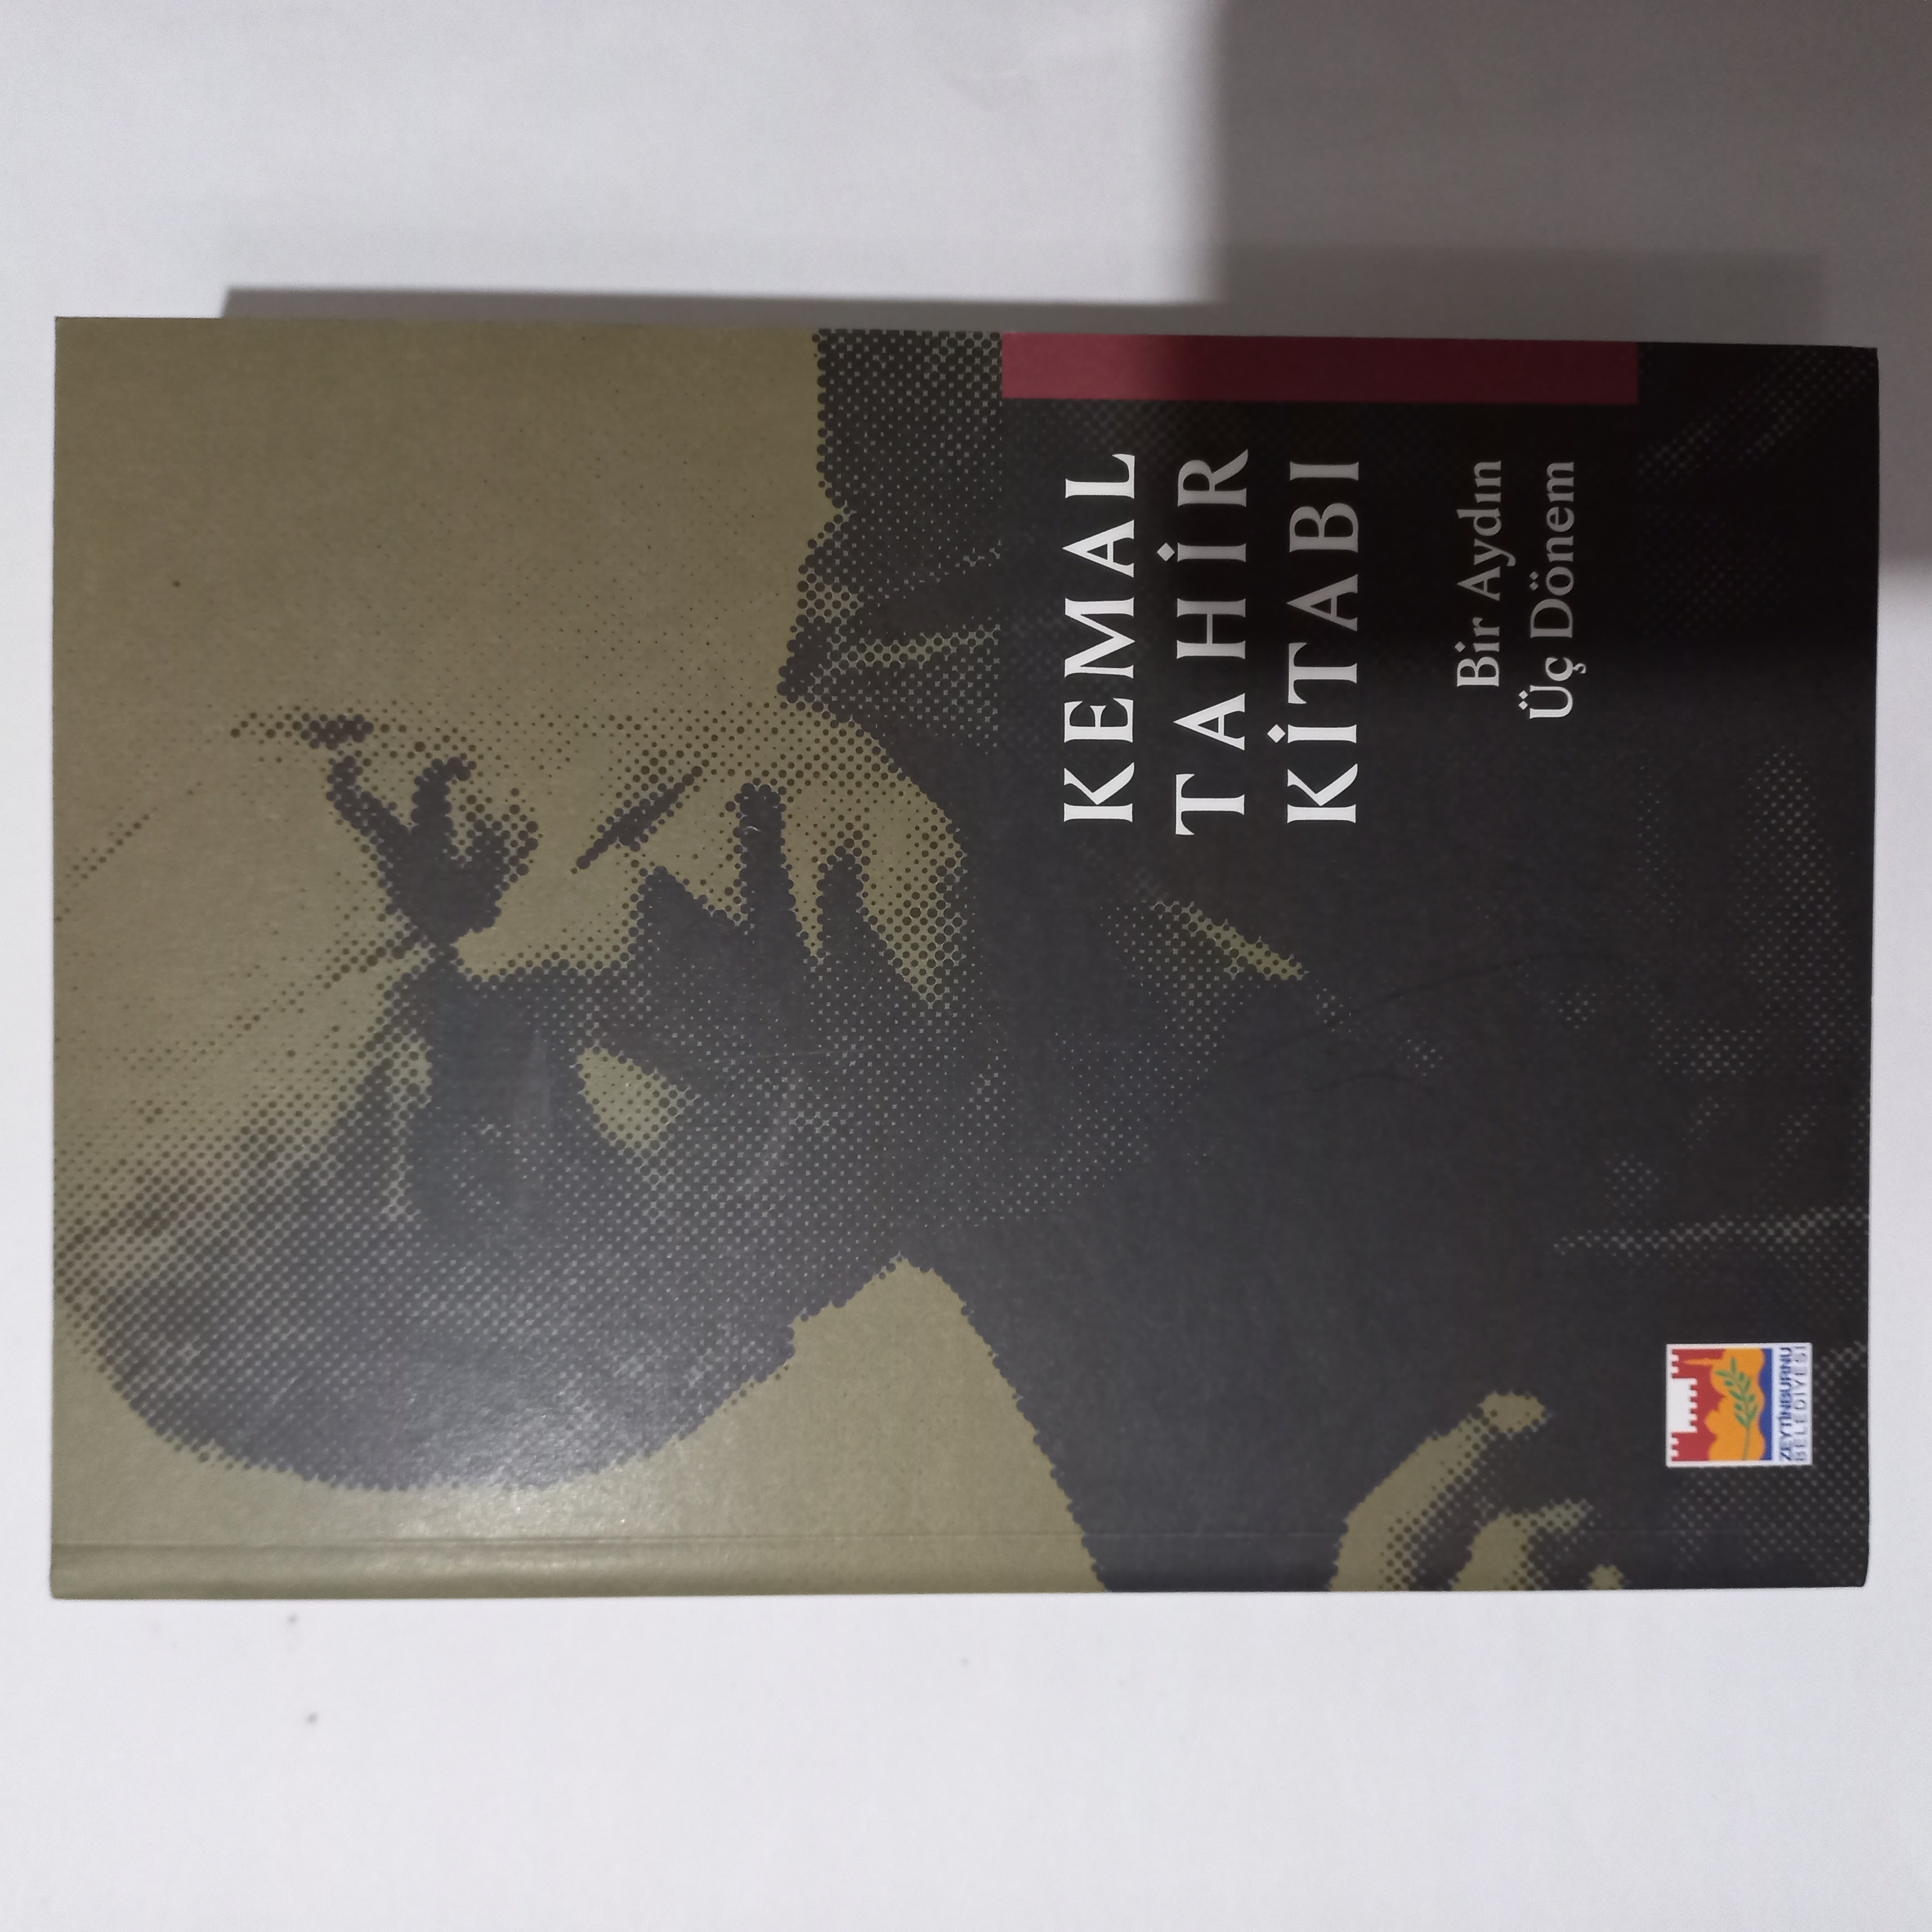 KEMAL
TAHİR
KİTABI
Bir Aydın
Üç Dönem
ZEYTİNBURNU
BELEDİYESİ